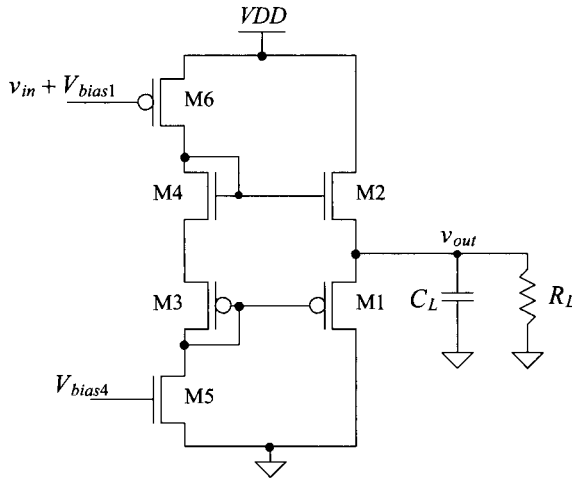 VDD
v_in + V_bias1
M6
M4
M2
v_out
M3
M1
C_L
R_L
V_bias4
M5